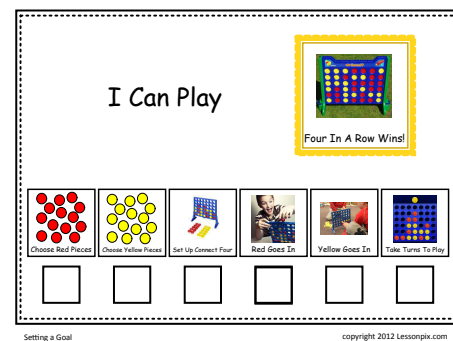 I Can Play
Four In A Row Wins!
Choose Red Pieces
Choose Yellow Pieces
Set Up Connect Four
Red Goes In
Yellow Goes In
Take Turns To Play
Setting a Goal
copyright 2012 Lessonpix.com